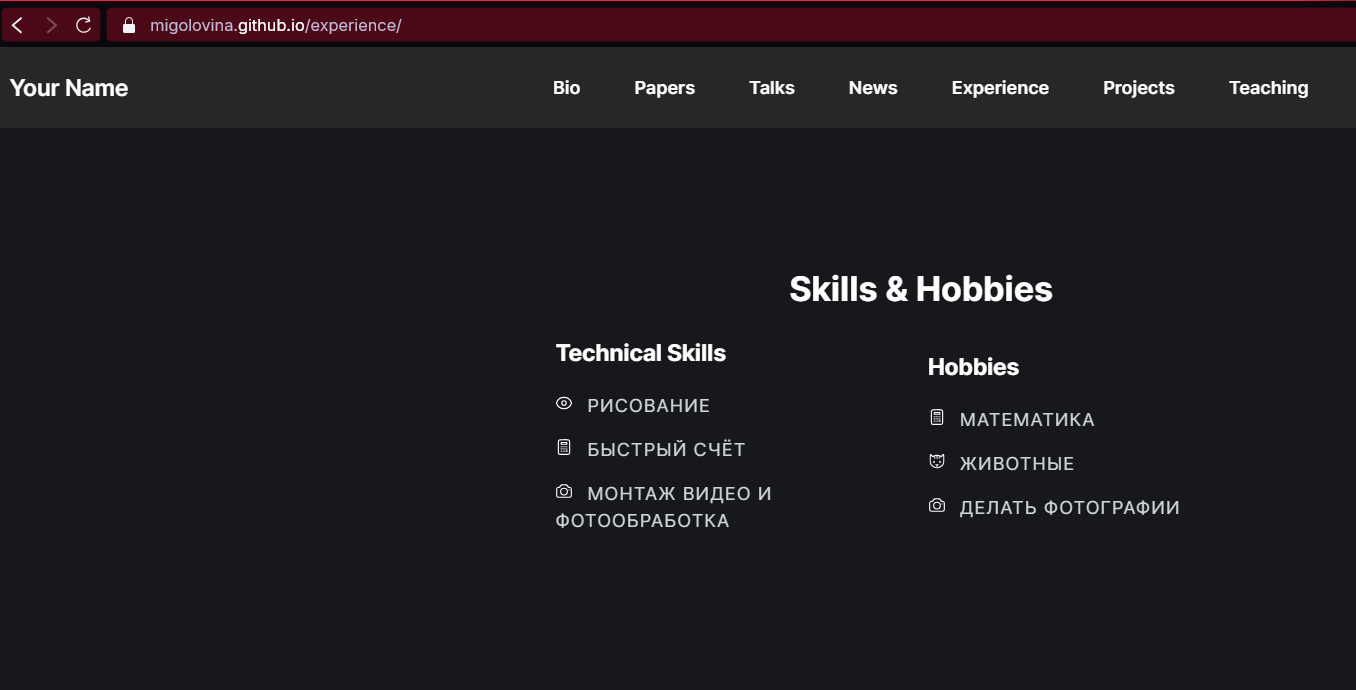 migolovina.github.io/experience/
Your Name
Bio Papers Talks News Experience Projects Teaching
Skills & Hobbies
Technical Skills
РИСОВАНИЕ
БЫСТРЫЙ СЧЁТ
МОНТАЖ ВИДЕО И
ФОТООБРАБОТКА
Hobbies
МАТЕМАТИКА
ЖИВОТНЫЕ
ДЕЛАТЬ ФОТОГРАФИИ